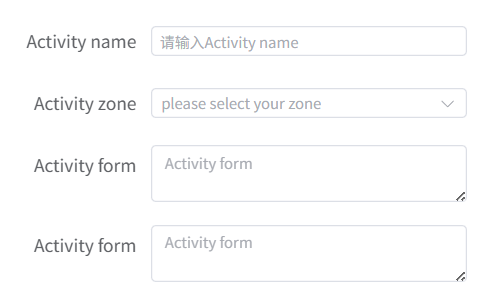 Activity name
请输入Activity name
Activity zone
please select your zone
Activity form
Activity form
Activity form
Activity form